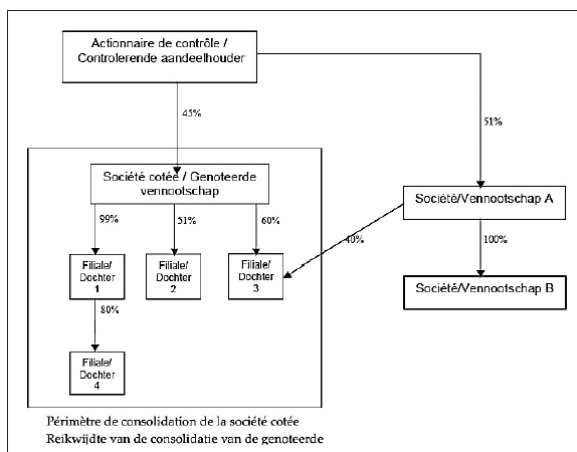 Actionnaire de contrôle /
Controlerende aandeelhouder
45%
51%
Société cotée / Genoteerde
vennootschap
Société/Vennootschap A
99%
51%
60%
40%
100%
Filiale/
Dochter
1
Filiale/
Dochter
2
Filiale/
Dochter
3
Société/Vennootschap B
80%
Filiale/
Dochter
4
Périmètre de consolidation de la société cotée
Reikwijdte van de consolidatie van de genoteerde